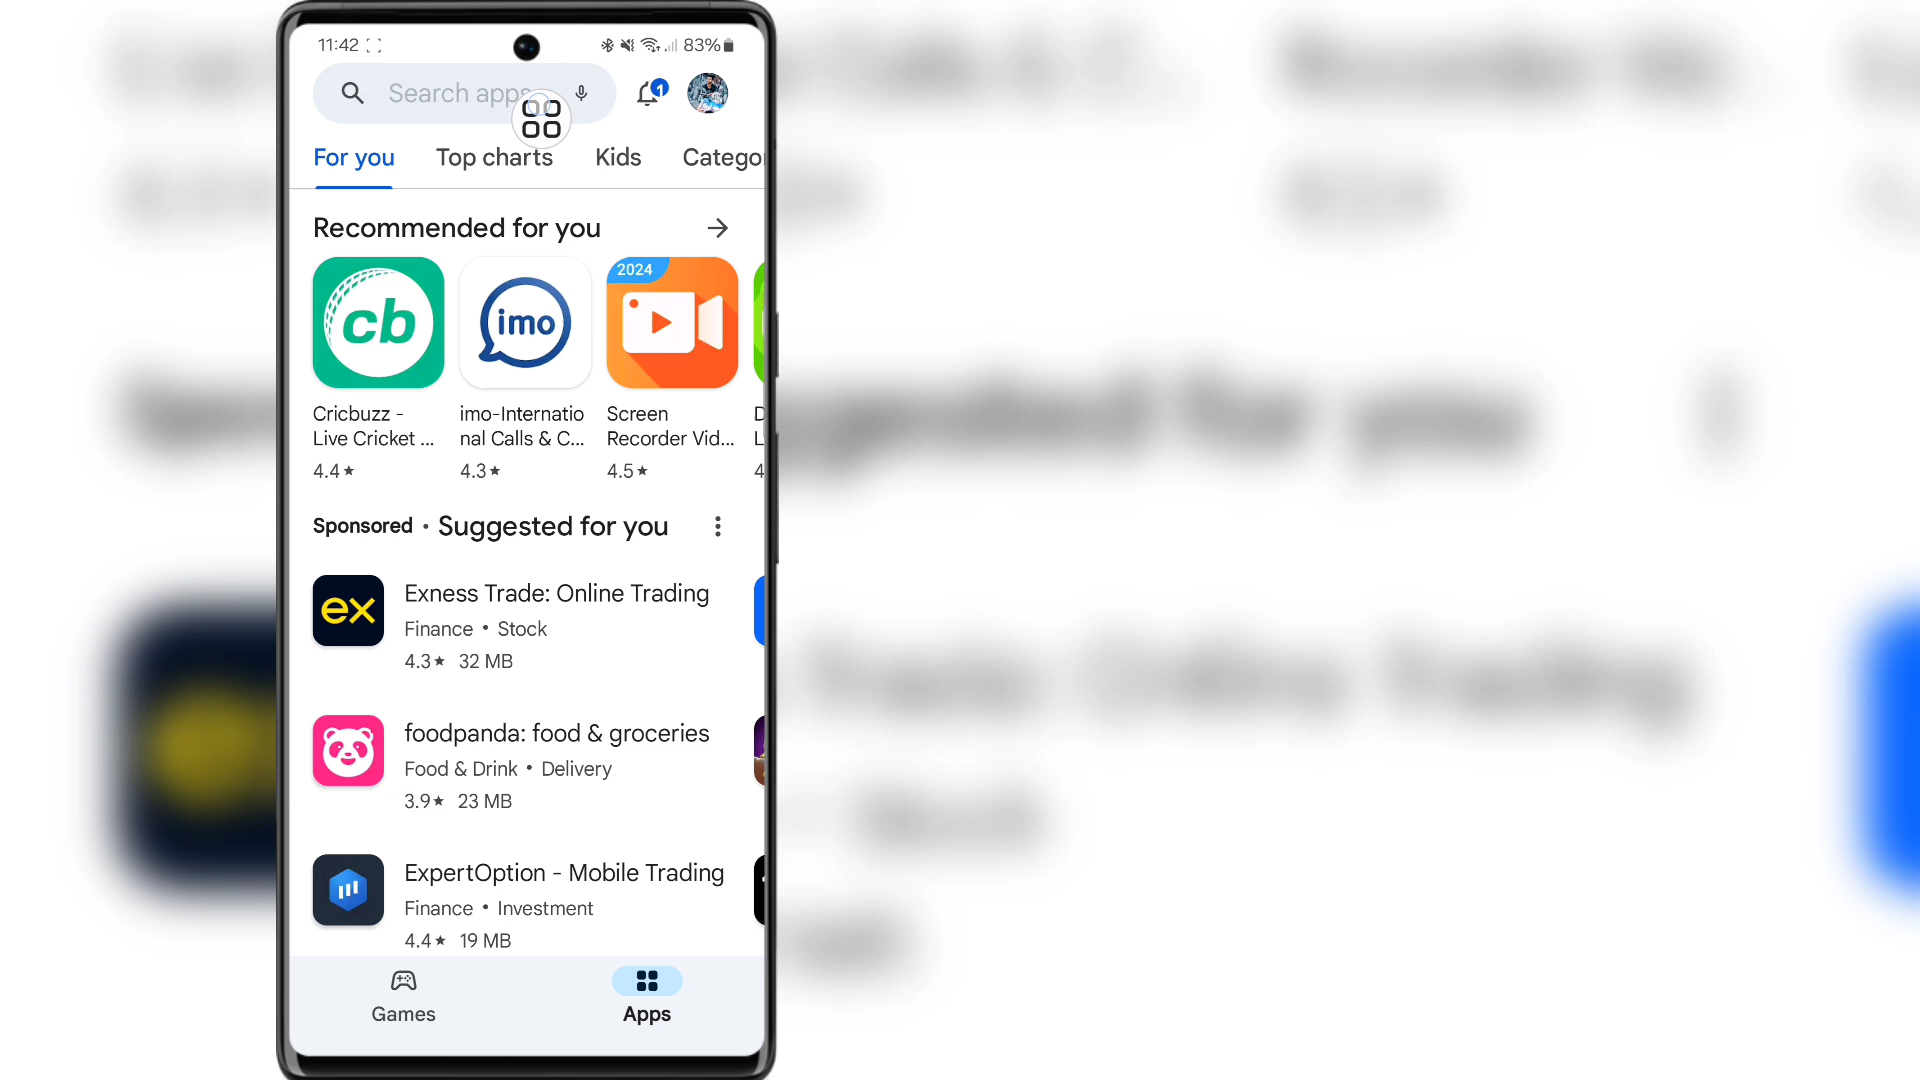 11:42 83%
Search apps 1
For you Top charts Kids Catego
Recommended for you
2024
cb imo
Cricbuzz - imo-Internatio Screen D
Live Cricket ... nal Calls & C... Recorder Vid... L
4.4★ 4.3★ 4.5★ 4
Sponsored • Suggested for you
ex
Exness Trade: Online Trading
Finance • Stock
4.3★ 32 MB
foodpanda: food & groceries
Food & Drink • Delivery
3.9★ 23 MB
ExpertOption - Mobile Trading
Finance • Investment
4.4★ 19 MB
Games Apps